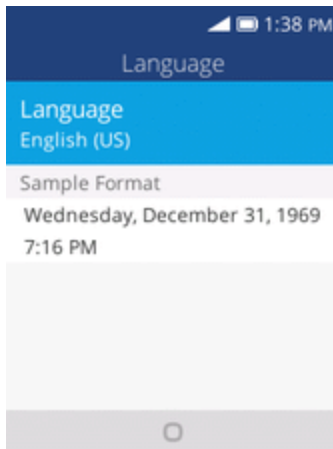 1:38 PM
Language
Language
English (US)
Sample Format
Wednesday, December 31, 1969
7:16 PM